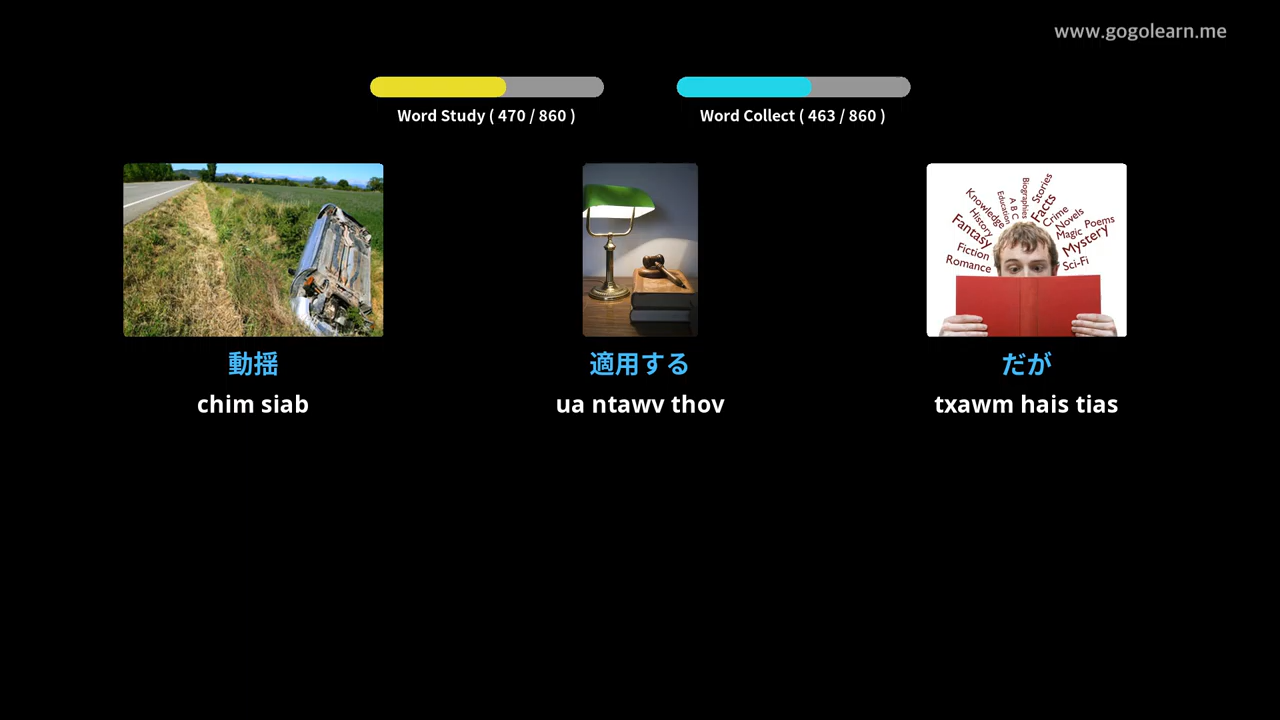 www.gogolearn.me
Word Study ( 470 / 860 )
Word Collect ( 463 / 860 )
Knowledge
History
Fantasy
Fiction
Romance
Education
A B C
Biographies
Stories
Facts
Crime
Novels
Magic
Poems
Mystery
Sci-Fi
動揺
適用する
だが
chim siab
ua ntawv thov
txawm hais tias